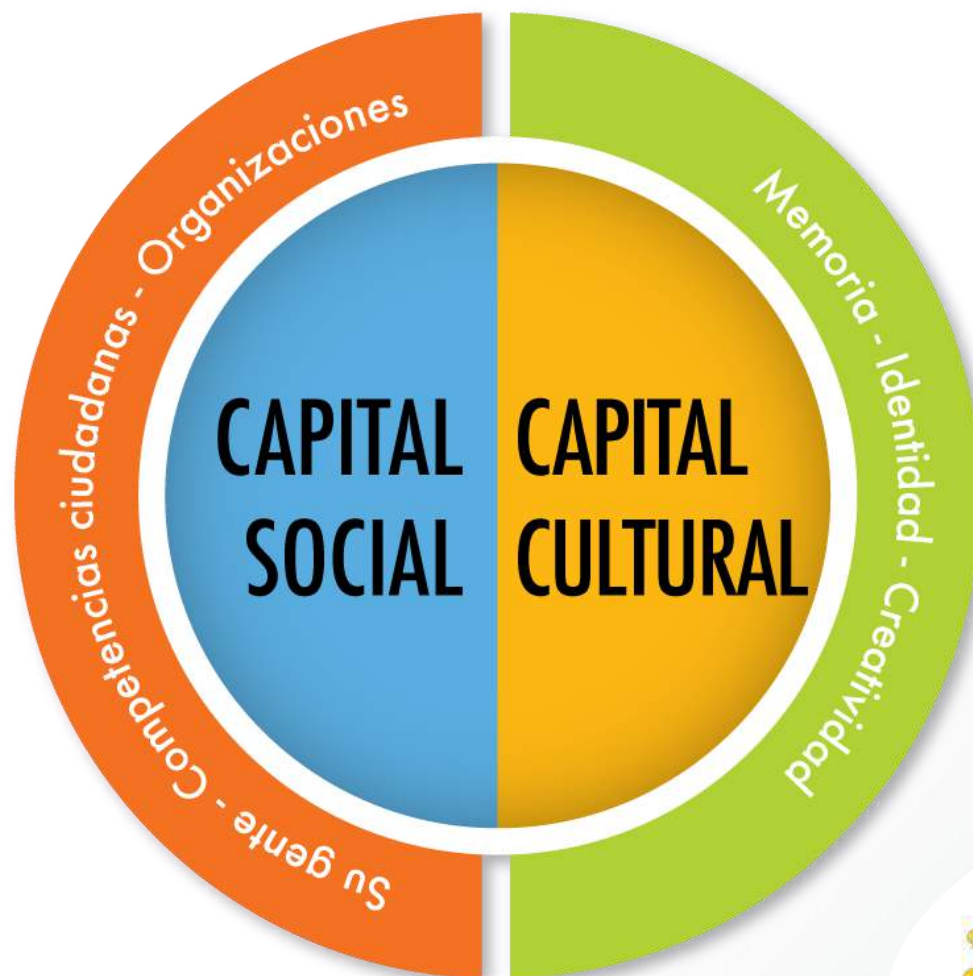 Su gente - Competencias ciudadanas - Organizaciones
CAPITAL
SOCIAL
CAPITAL
CULTURAL
Memoria - Identidad - Creatividad